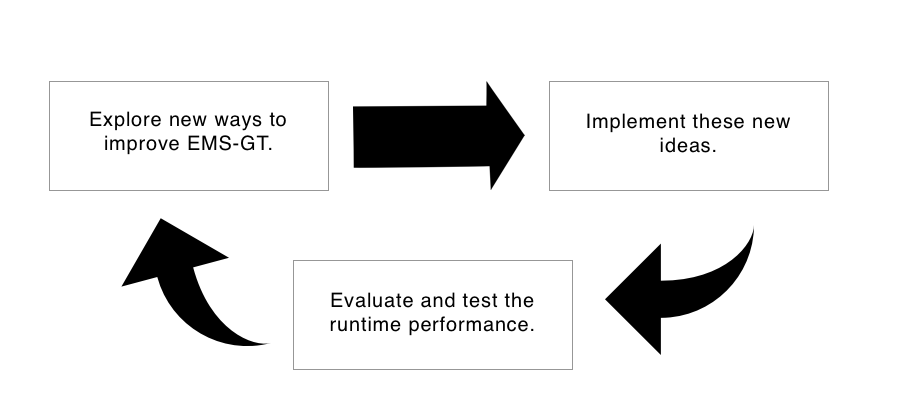 Explore new ways to
improve EMS-GT.
Implement these new
ideas.
Evaluate and test the
runtime performance.